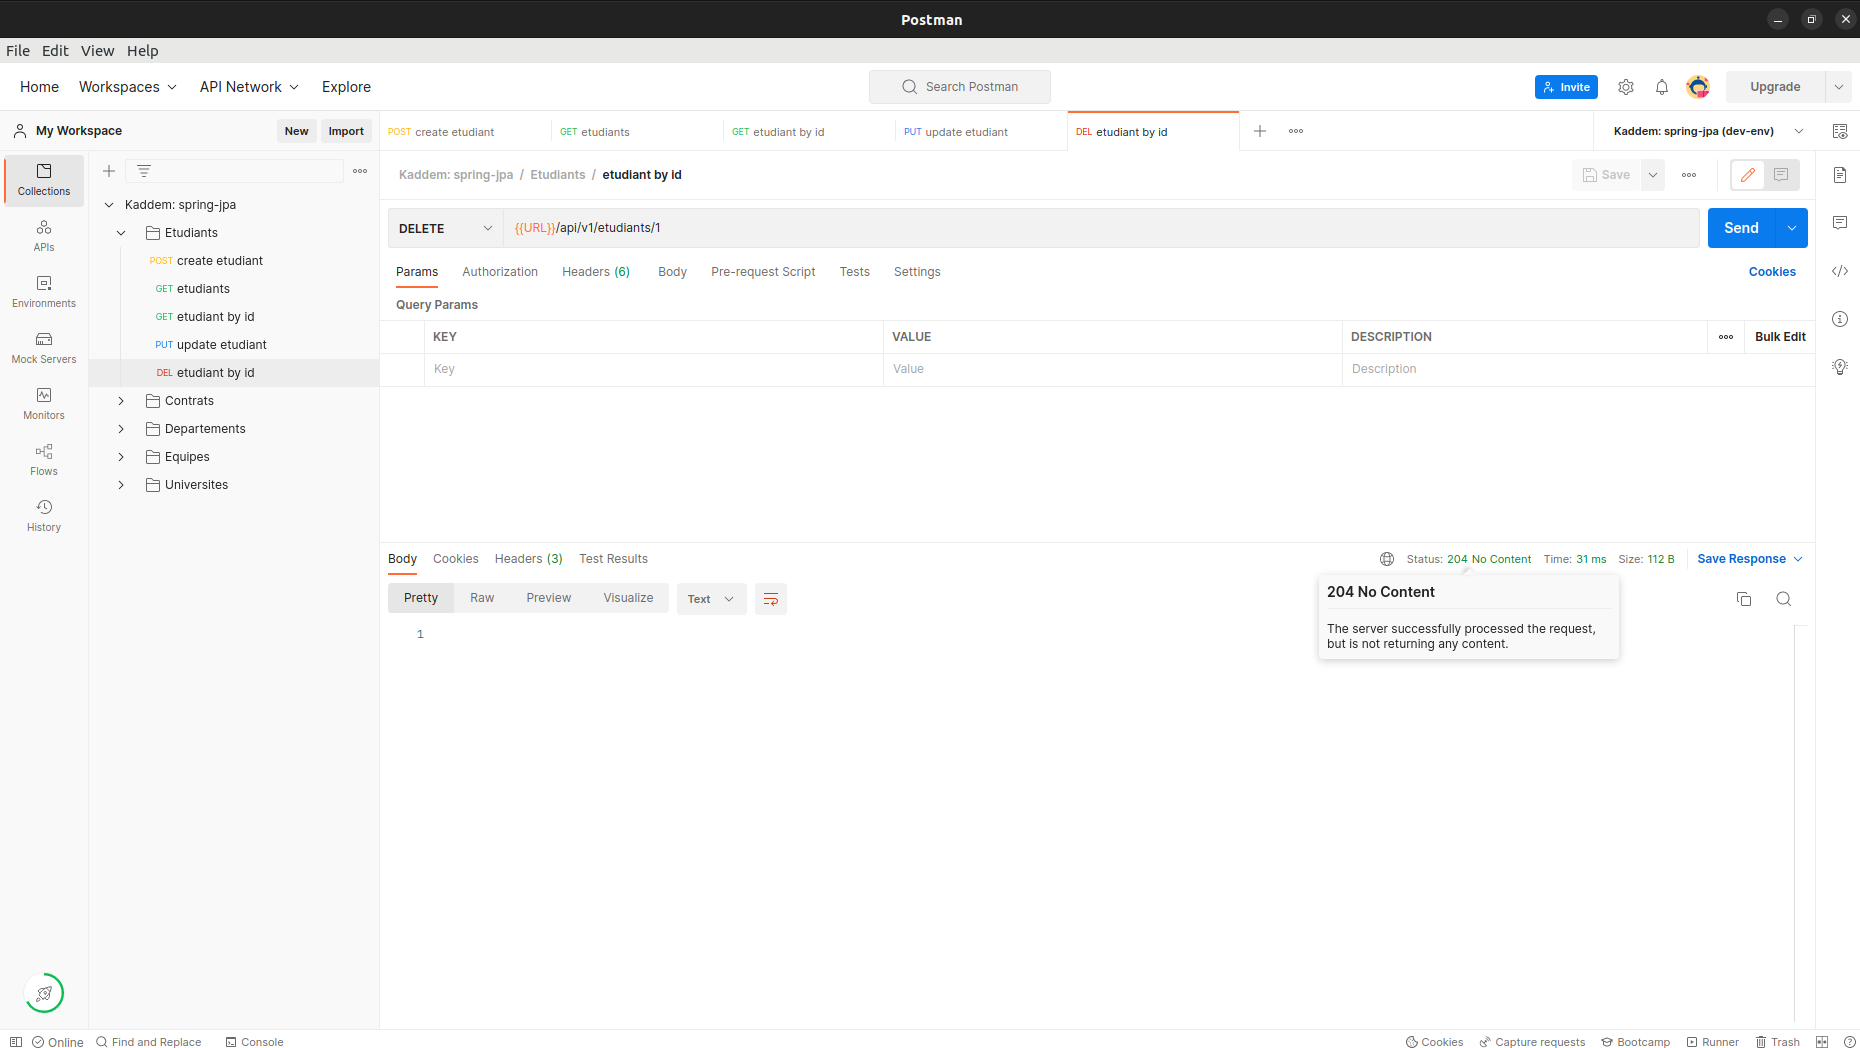 Postman
File Edit View Help
Home Workspaces API Network Explore Search Postman Invite Upgrade
My Workspace New Import POST create etudiant GET etudiants GET etudiant by id PUT update etudiant DEL etudiant by id Kaddem: spring-jpa (dev-env)
Collections
APIs
Environments
Mock Servers
Monitors
Flows
History
Kaddem: spring-jpa
Etudiants
POST create etudiant
GET etudiants
GET etudiant by id
PUT update etudiant
DEL etudiant by id
Contrats
Departements
Equipes
Universites
Kaddem: spring-jpa / Etudiants / etudiant by id Save
DELETE {{URL}}/api/v1/etudiants/1 Send
Params Authorization Headers (6) Body Pre-request Script Tests Settings Cookies
Query Params
KEY VALUE DESCRIPTION Bulk Edit
Key Value Description
Body Cookies Headers (3) Test Results Status: 204 No Content Time: 31 ms Size: 112 B Save Response
Pretty Raw Preview Visualize Text
1
204 No Content
The server successfully processed the request,
but is not returning any content.
Online Find and Replace Console Cookies Capture requests Bootcamp Runner Trash